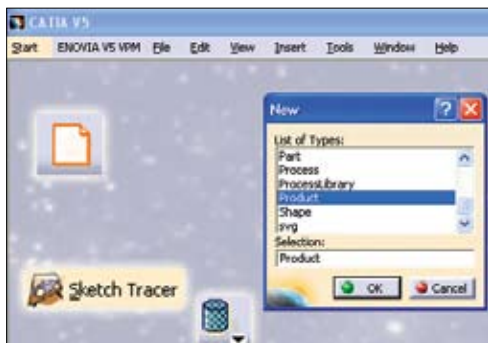 CATIA V5
Start ENOVIA V5 VPM File Edit View Insert Tools Window Help
New
List of Types:
Part
Process
ProcessLibrary
Product
Shape
svg
Selection:
Product
OK Cancel
Sketch Tracer